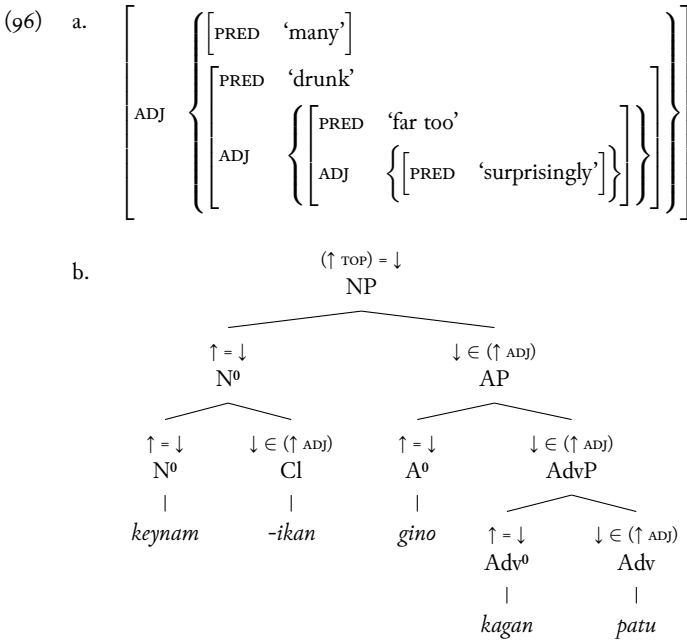 (96) a. [PRED ‘many’]
[PRED ‘drunk’
ADJ {[PRED ‘far too’
ADJ ADJ {[PRED ‘surprisingly’]}]}]
b. (↑ TOP) = ↓
NP
↑ = ↓ ↓ ∈ (↑ ADJ)
N⁰ AP
↑ = ↓ ↓ ∈ (↑ ADJ) ↑ = ↓ ↓ ∈ (↑ ADJ)
N⁰ Cl A⁰ AdvP
keynam -ikan gino ↑ = ↓ ↓ ∈ (↑ ADJ)
Adv⁰ Adv
kagan patu